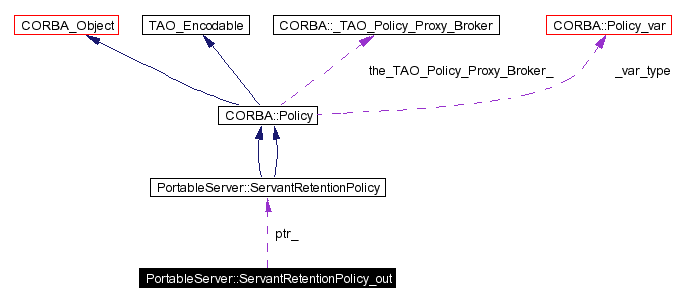 CORBA_Object
TAO_Encodable
CORBA::_TAO_Policy_Proxy_Broker
CORBA::Policy_var
the_TAO_Policy_Proxy_Broker_
_var_type
CORBA::Policy
PortableServer::ServantRetentionPolicy
ptr_
PortableServer::ServantRetentionPolicy_out